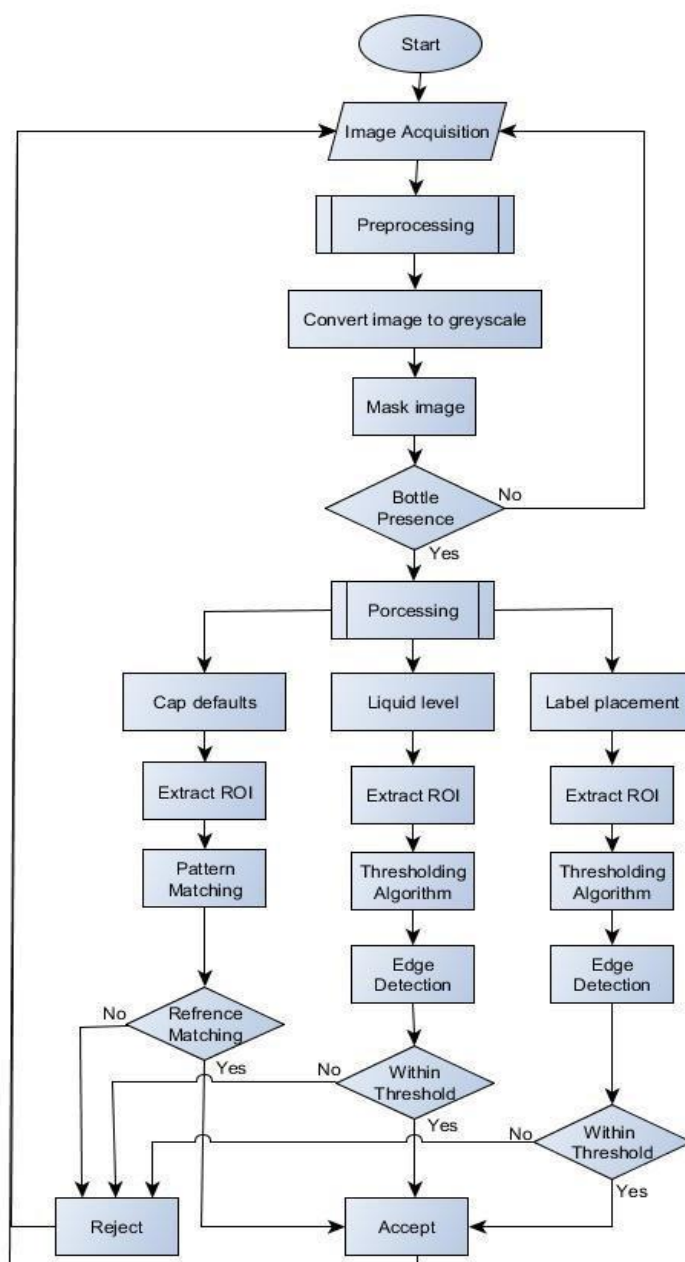 Start
Image Acquisition
Preprocessing
Convert image to greyscale
Mask image
Bottle
Presence
No
Yes
Porcessing
Cap defaults
Liquid level
Label placement
Extract ROI
Extract ROI
Extract ROI
Pattern
Matching
Thresholding
Algorithm
Thresholding
Algorithm
Edge
Detection
Edge
Detection
No
Refrence
Matching
Yes
No
Within
Threshold
Yes
No
Within
Threshold
Yes
Reject
Accept